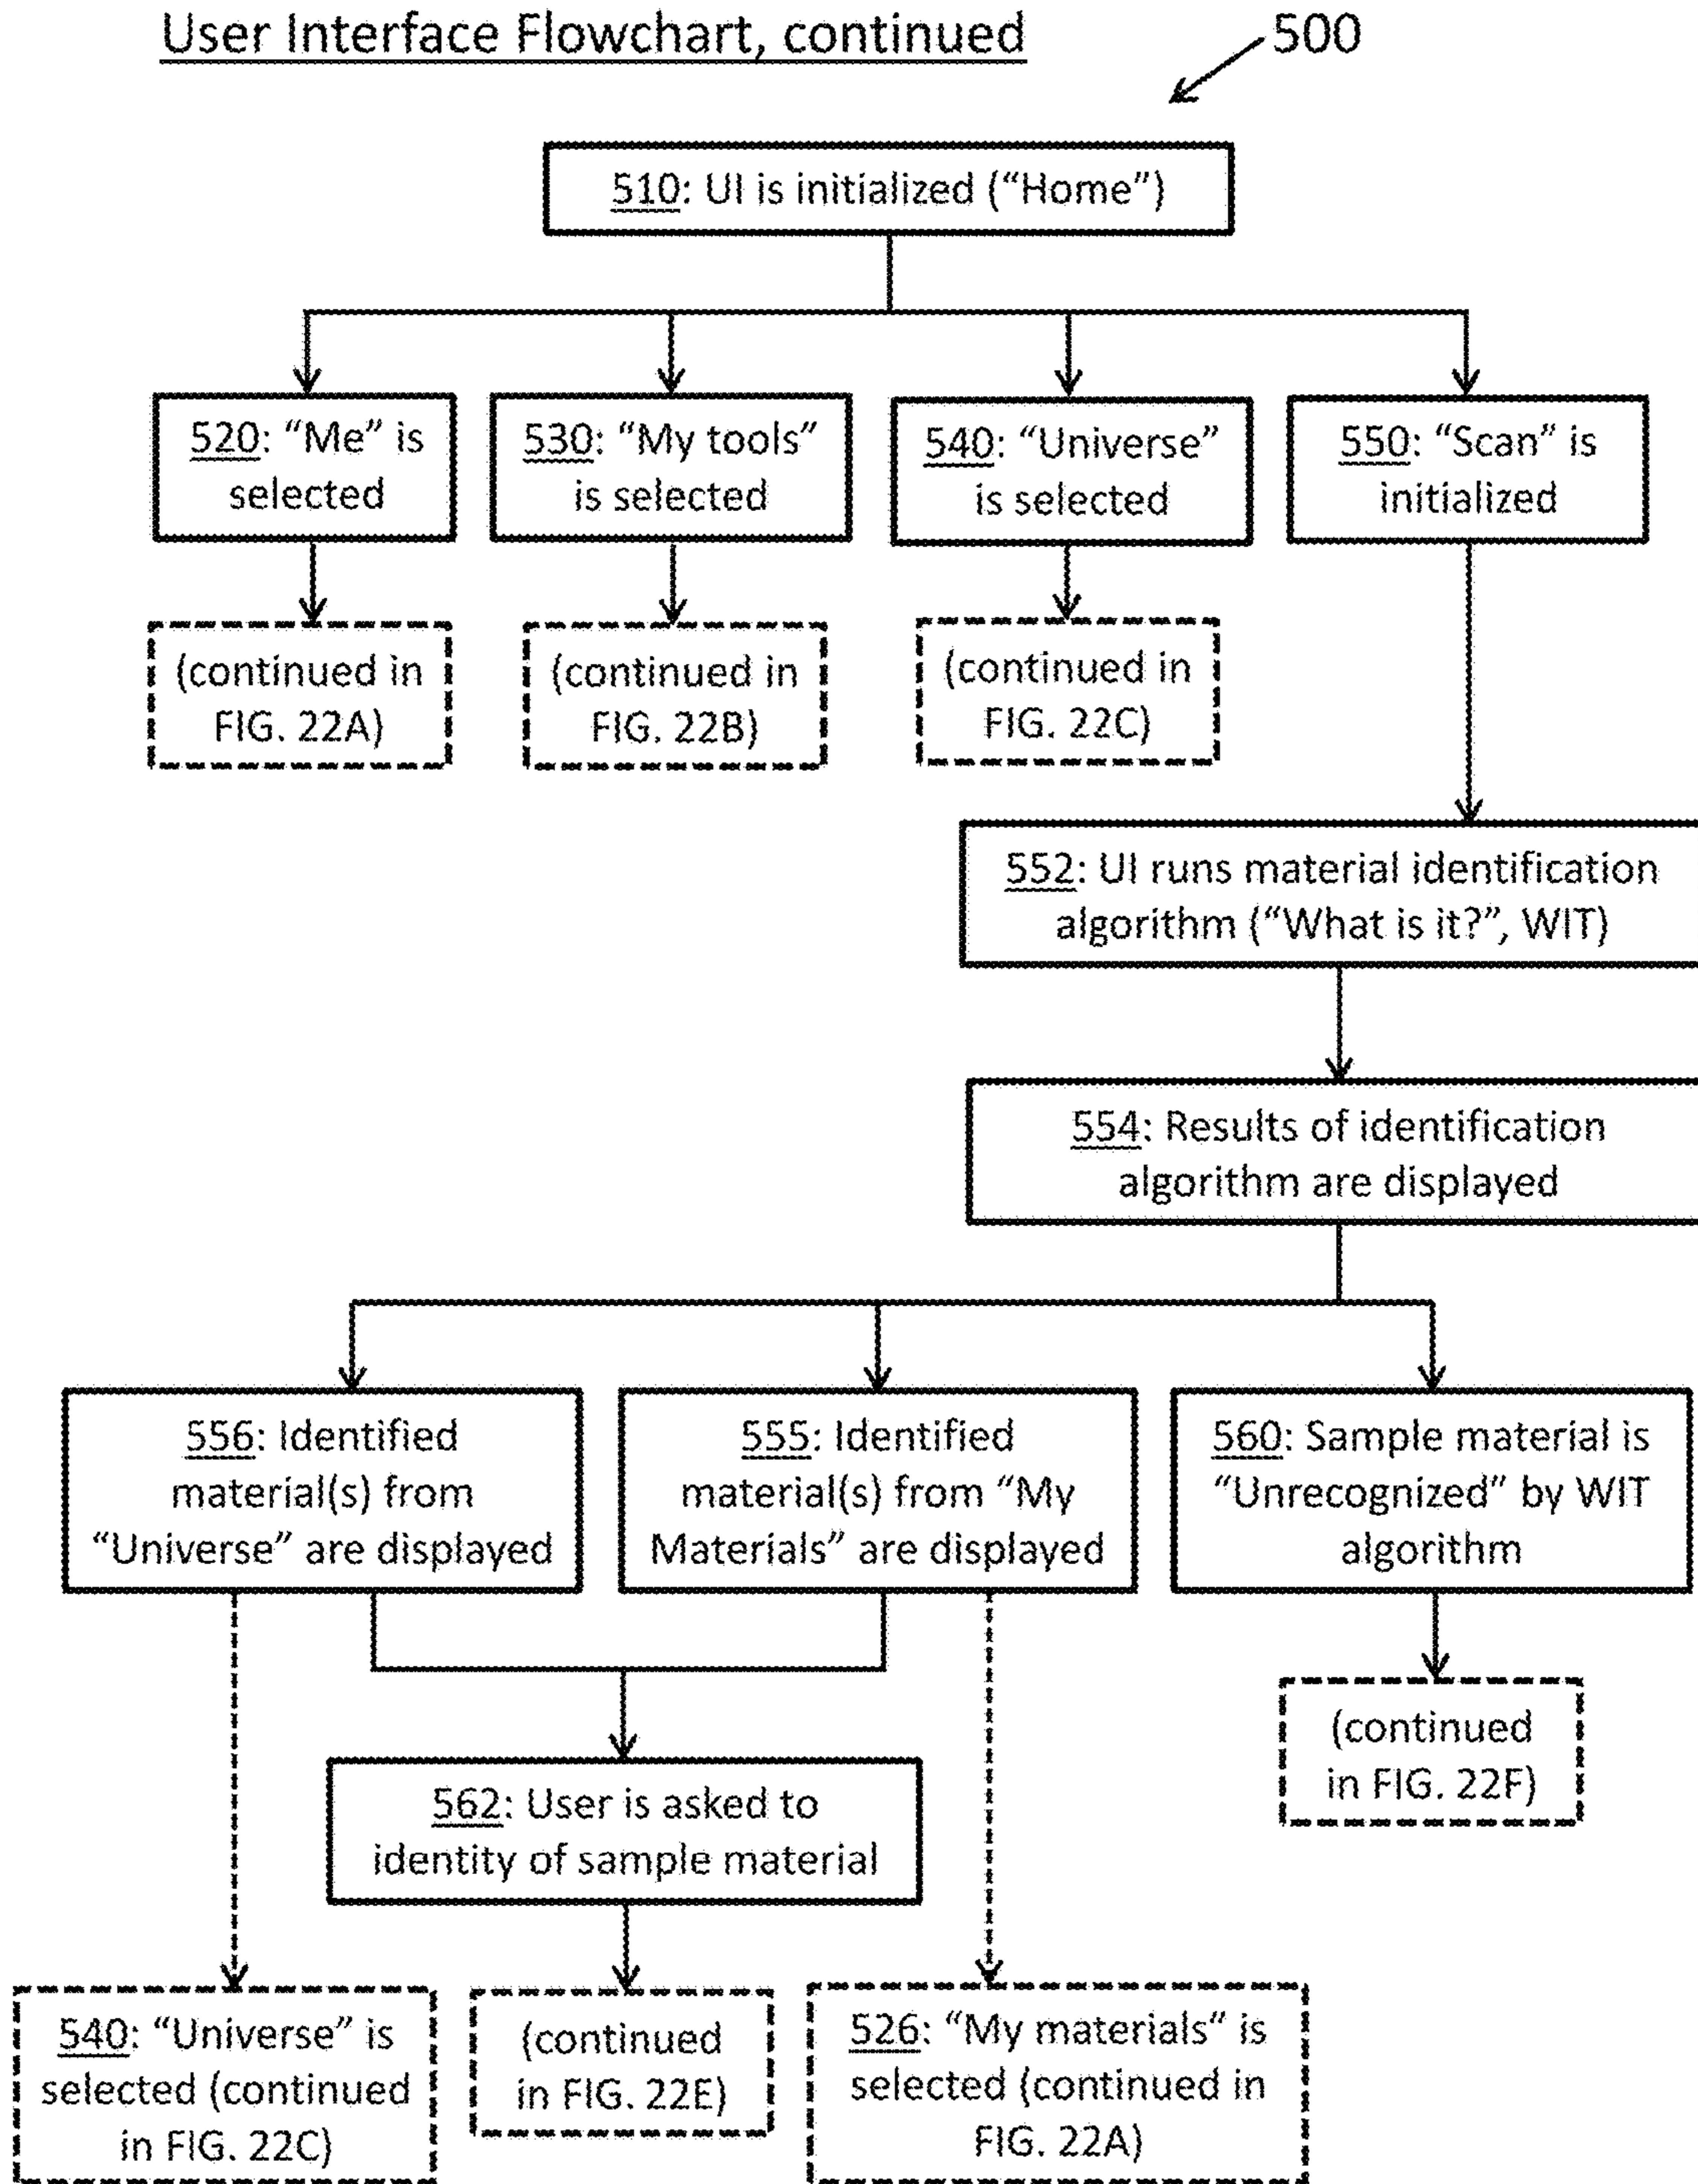 User Interface Flowchart, continued
500
510: UI is initialized (“Home”)
520: “Me” is
selected
530: “My tools”
is selected
540: “Universe”
is selected
550: “Scan” is
initialized
(continued in
FIG. 22A)
(continued in
FIG. 22B)
(continued in
FIG. 22C)
552: UI runs material identification
algorithm (“What is it?”, WIT)
554: Results of identification
algorithm are displayed
556: Identified
material(s) from
“Universe” are displayed
555: Identified
material(s) from “My
Materials” are displayed
560: Sample material is
“Unrecognized” by WIT
algorithm
(continued
in FIG. 22F)
562: User is asked to
identity of sample material
540: “Universe” is
selected (continued
in FIG. 22C)
(continued
in FIG. 22E)
526: “My materials” is
selected (continued in
FIG. 22A)